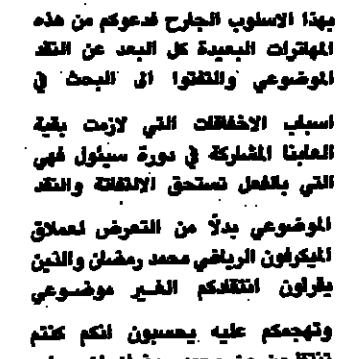 بهذا الاسلوب الجارح فدعوكم من هذه
المهاترات البعيدة كل البعد عن النقد
الموضوعي والتفتوا الى البحث في
اسباب الاخفاقات التي لازمت بقية
العابنا المشاركة في دورة سيئول فهي
التي بالفعل تستحق الالتفاتة والنقد
الموضوعي بدلاً من التعرض لعملاق
الميكرفون الرياضي محمد رمضان والذين
يقرأون انتقادكم الغير موضوعي
وتهجمكم عليه يحسبون انكم كنتم